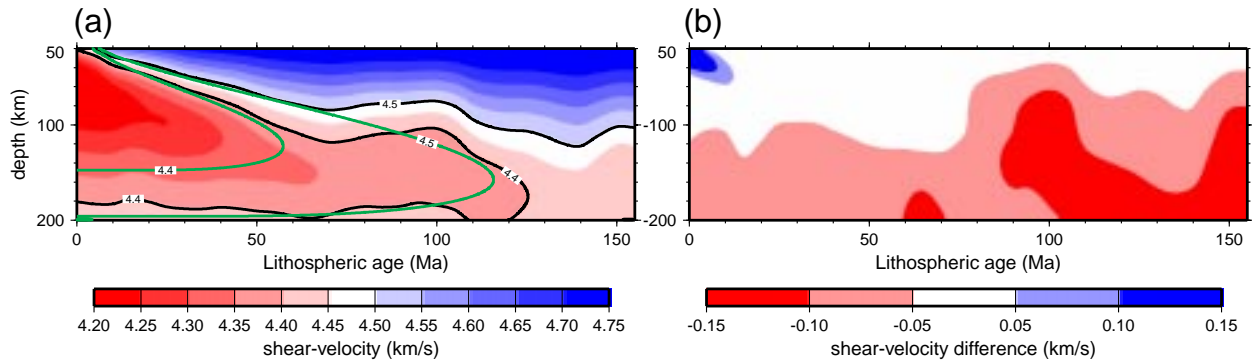 (a)
(b)
50
100
200
depth (km)
4.5
4.5
4.4
4.4
4.4
0 50 100 150
Lithospheric age (Ma)
50
-100
-200
0 50 100 150
Lithospheric age (Ma)
4.20 4.25 4.30 4.35 4.40 4.45 4.50 4.55 4.60 4.65 4.70 4.75
shear-velocity (km/s)
-0.15 -0.10 -0.05 0.05 0.10 0.15
shear-velocity difference (km/s)